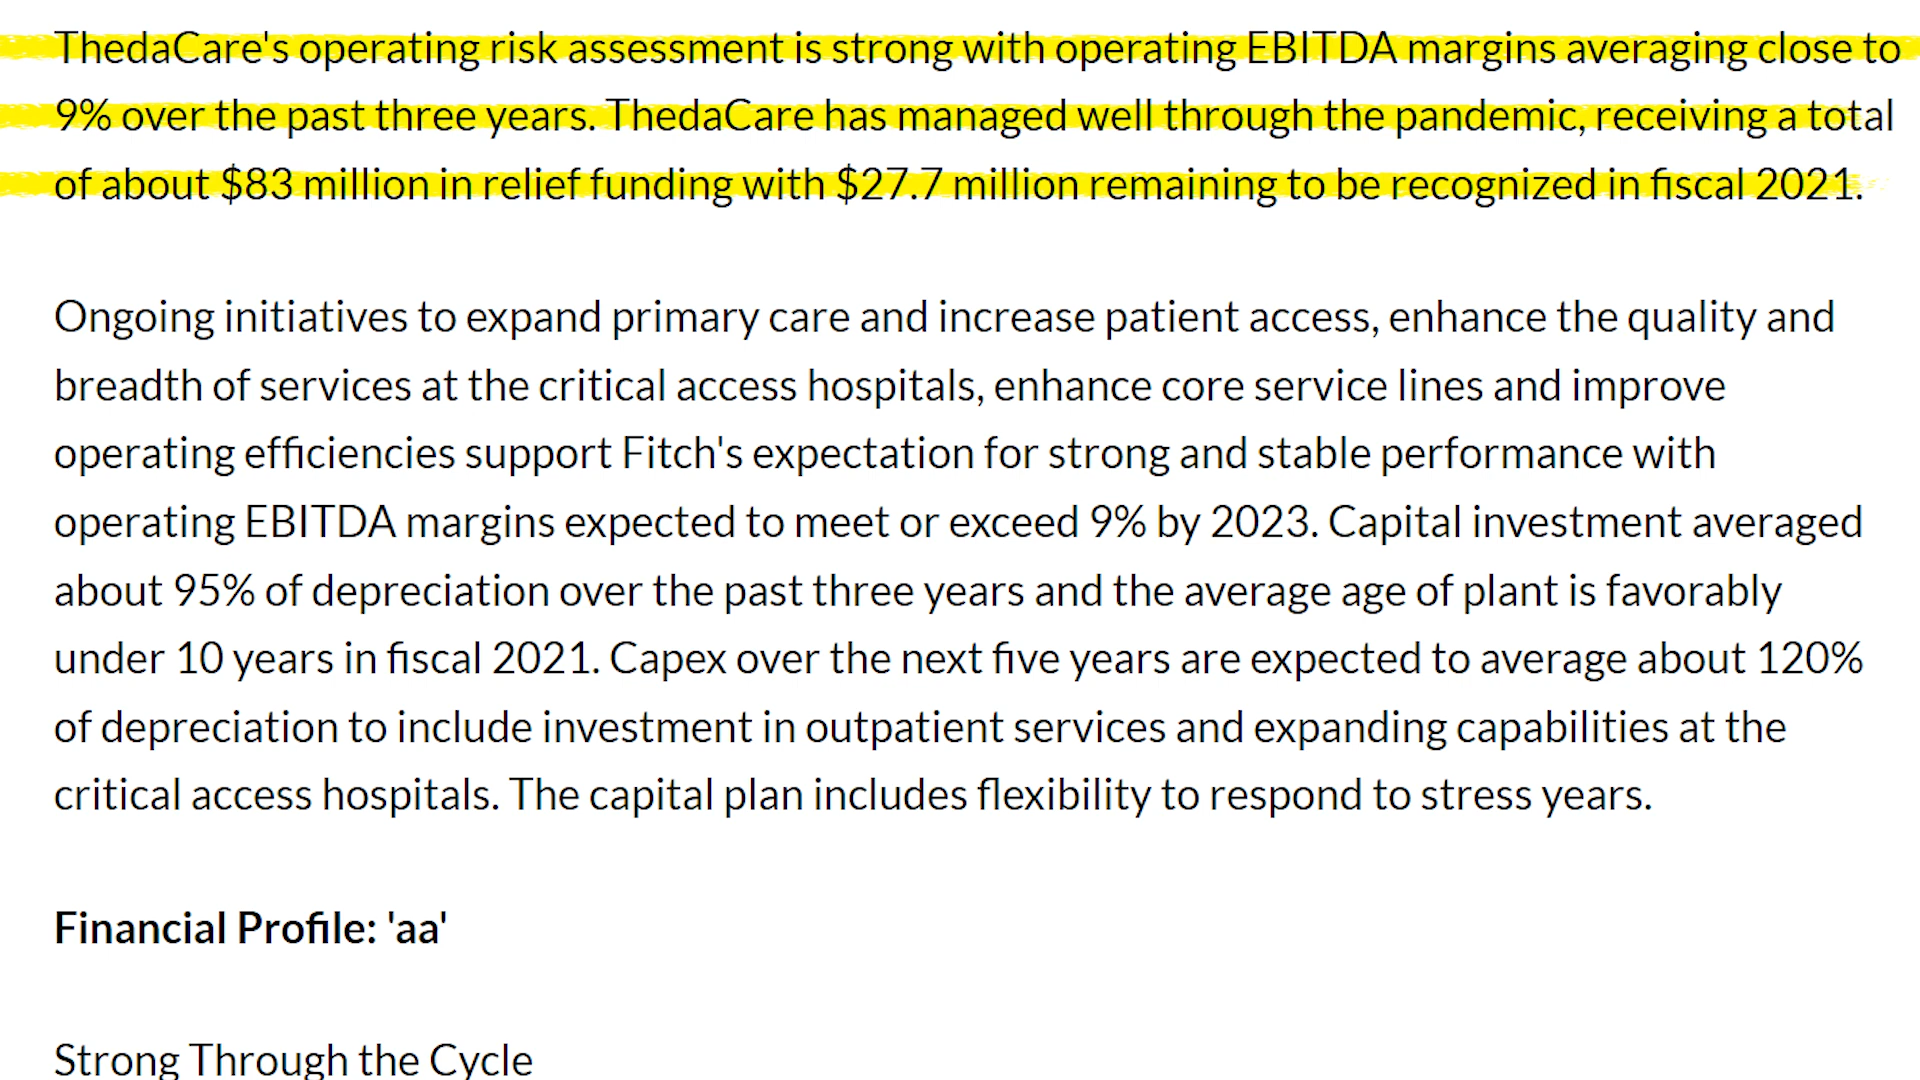 ThedaCare's operating risk assessment is strong with operating EBITDA margins averaging close to
9% over the past three years. ThedaCare has managed well through the pandemic, receiving a total
of about $83 million in relief funding with $27.7 million remaining to be recognized in fiscal 2021.
Ongoing initiatives to expand primary care and increase patient access, enhance the quality and
breadth of services at the critical access hospitals, enhance core service lines and improve
operating efficiencies support Fitch's expectation for strong and stable performance with
operating EBITDA margins expected to meet or exceed 9% by 2023. Capital investment averaged
about 95% of depreciation over the past three years and the average age of plant is favorably
under 10 years in fiscal 2021. Capex over the next five years are expected to average about 120%
of depreciation to include investment in outpatient services and expanding capabilities at the
critical access hospitals. The capital plan includes flexibility to respond to stress years.
Financial Profile: 'aa'
Strong Through the Cycle